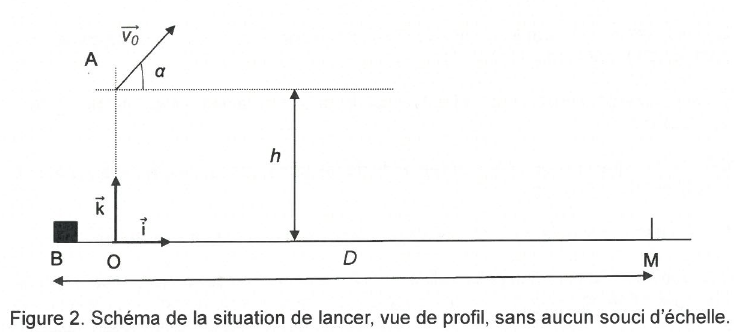 v₀
A
α
h
k
i
B
O
D
M
Figure 2. Schéma de la situation de lancer, vue de profil, sans aucun souci d'échelle.